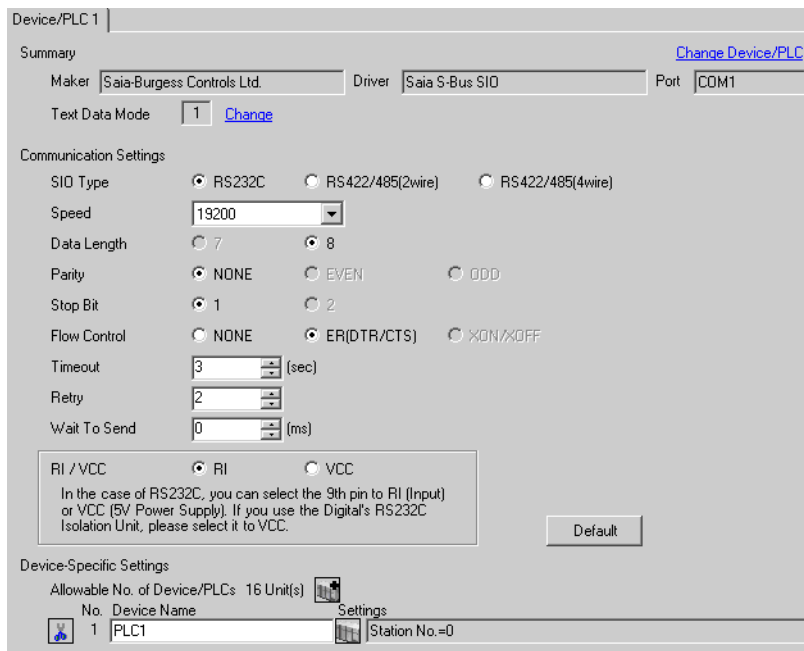 Device/PLC 1
Summary
Change Device/PLC
Maker Saia-Burgess Controls Ltd. Driver Saia S-Bus SIO Port COM1
Text Data Mode 1 Change
Communication Settings
SIO Type RS232C RS422/485(2wire) RS422/485(4wire)
Speed 19200
Data Length 7 8
Parity NONE EVEN ODD
Stop Bit 1 2
Flow Control NONE ER(DTR/CTS) XON/XOFF
Timeout 3 (sec)
Retry 2
Wait To Send 0 (ms)
RI / VCC RI VCC
In the case of RS232C, you can select the 9th pin to RI (Input)
or VCC (5V Power Supply). If you use the Digital's RS232C
Isolation Unit, please select it to VCC.
Default
Device-Specific Settings
Allowable No. of Device/PLCs 16 Unit(s)
No. Device Name Settings
1 PLC1 Station No.=0